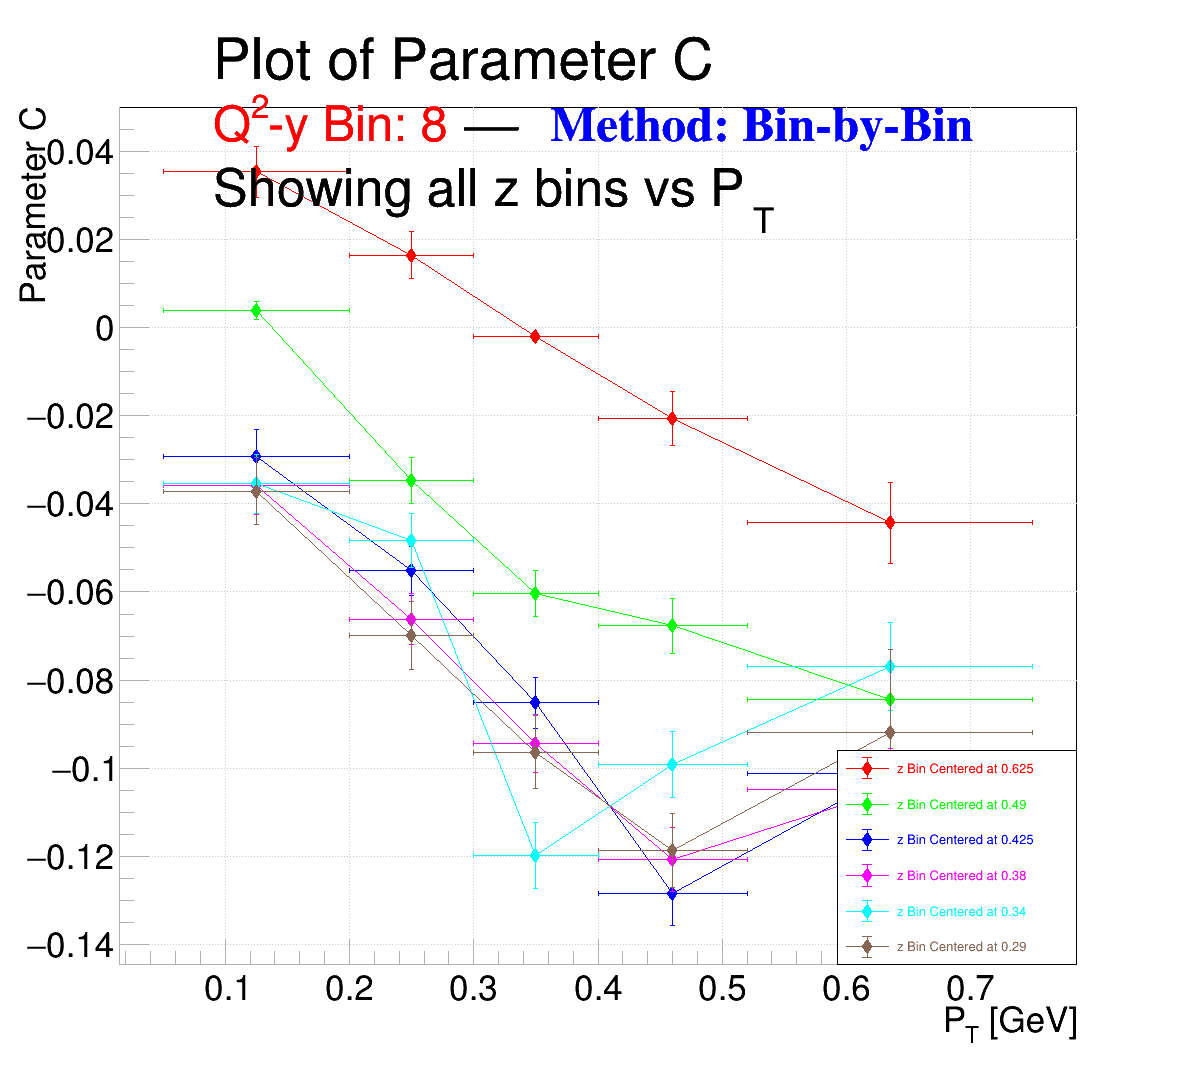 Plot of Parameter C
Q²-y Bin: 8 — Method: Bin-by-Bin
Showing all z bins vs P_T
Parameter C
0.04
0.02
0
−0.02
−0.04
−0.06
−0.08
−0.1
−0.12
−0.14
z Bin Centered at 0.625
z Bin Centered at 0.49
z Bin Centered at 0.425
z Bin Centered at 0.38
z Bin Centered at 0.34
z Bin Centered at 0.29
0.1 0.2 0.3 0.4 0.5 0.6 0.7
P_T [GeV]